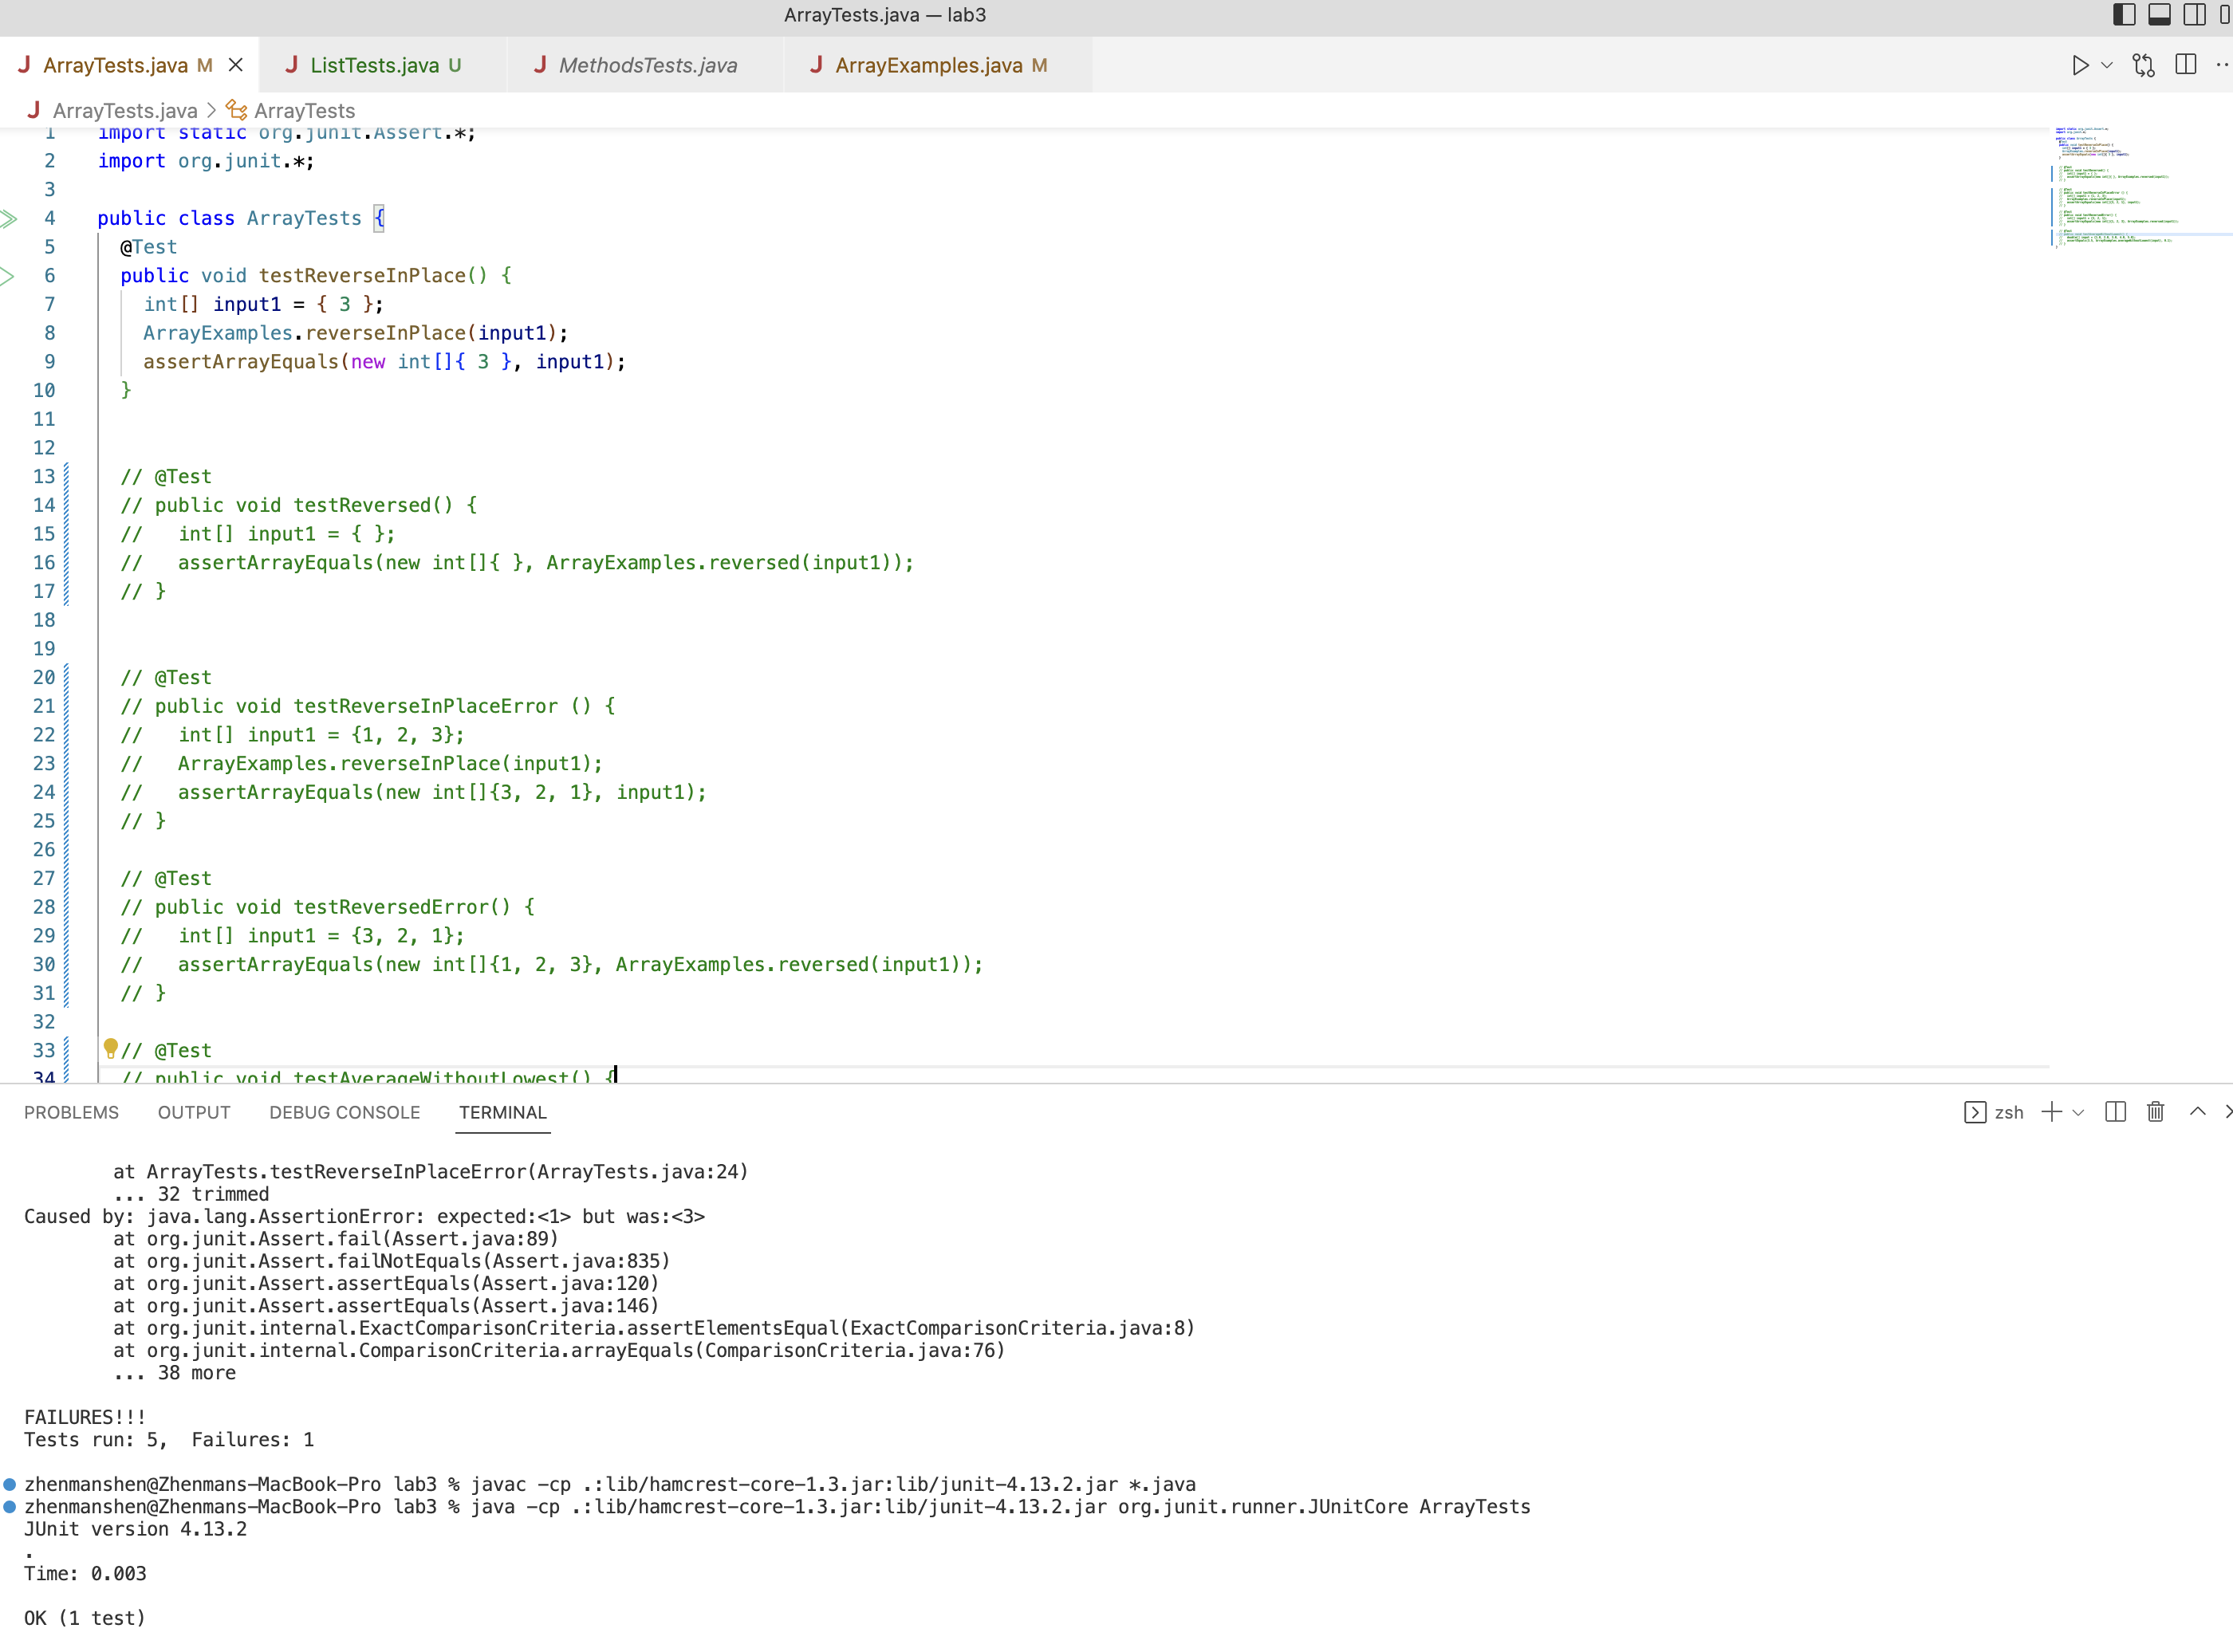 ArrayTests.java — lab3
J ArrayTests.java M
J ListTests.java U
J MethodsTests.java
J ArrayExamples.java M
J ArrayTests.java > ArrayTests
1 import static org.junit.Assert.*;
2 import org.junit.*;
3
4 public class ArrayTests {
5 @Test
6 public void testReverseInPlace() {
7 int[] input1 = { 3 };
8 ArrayExamples.reverseInPlace(input1);
9 assertArrayEquals(new int[]{ 3 }, input1);
10 }
11
12
13 // @Test
14 // public void testReversed() {
15 //   int[] input1 = { };
16 //   assertArrayEquals(new int[]{ }, ArrayExamples.reversed(input1));
17 // }
18
19
20 // @Test
21 // public void testReverseInPlaceError () {
22 //   int[] input1 = {1, 2, 3};
23 //   ArrayExamples.reverseInPlace(input1);
24 //   assertArrayEquals(new int[]{3, 2, 1}, input1);
25 // }
26
27 // @Test
28 // public void testReversedError() {
29 //   int[] input1 = {3, 2, 1};
30 //   assertArrayEquals(new int[]{1, 2, 3}, ArrayExamples.reversed(input1));
31 // }
32
33 // @Test
34 // public void testAverageWithoutLowest() {
PROBLEMS OUTPUT DEBUG CONSOLE TERMINAL
zsh
at ArrayTests.testReverseInPlaceError(ArrayTests.java:24)
... 32 trimmed
Caused by: java.lang.AssertionError: expected:<1> but was:<3>
at org.junit.Assert.fail(Assert.java:89)
at org.junit.Assert.failNotEquals(Assert.java:835)
at org.junit.Assert.assertEquals(Assert.java:120)
at org.junit.Assert.assertEquals(Assert.java:146)
at org.junit.internal.ExactComparisonCriteria.assertElementsEqual(ExactComparisonCriteria.java:8)
at org.junit.internal.ComparisonCriteria.arrayEquals(ComparisonCriteria.java:76)
... 38 more
FAILURES!!!
Tests run: 5,  Failures: 1
zhenmanshen@Zhenmans-MacBook-Pro lab3 % javac -cp .:lib/hamcrest-core-1.3.jar:lib/junit-4.13.2.jar *.java
zhenmanshen@Zhenmans-MacBook-Pro lab3 % java -cp .:lib/hamcrest-core-1.3.jar:lib/junit-4.13.2.jar org.junit.runner.JUnitCore ArrayTests
JUnit version 4.13.2
.
Time: 0.003
OK (1 test)